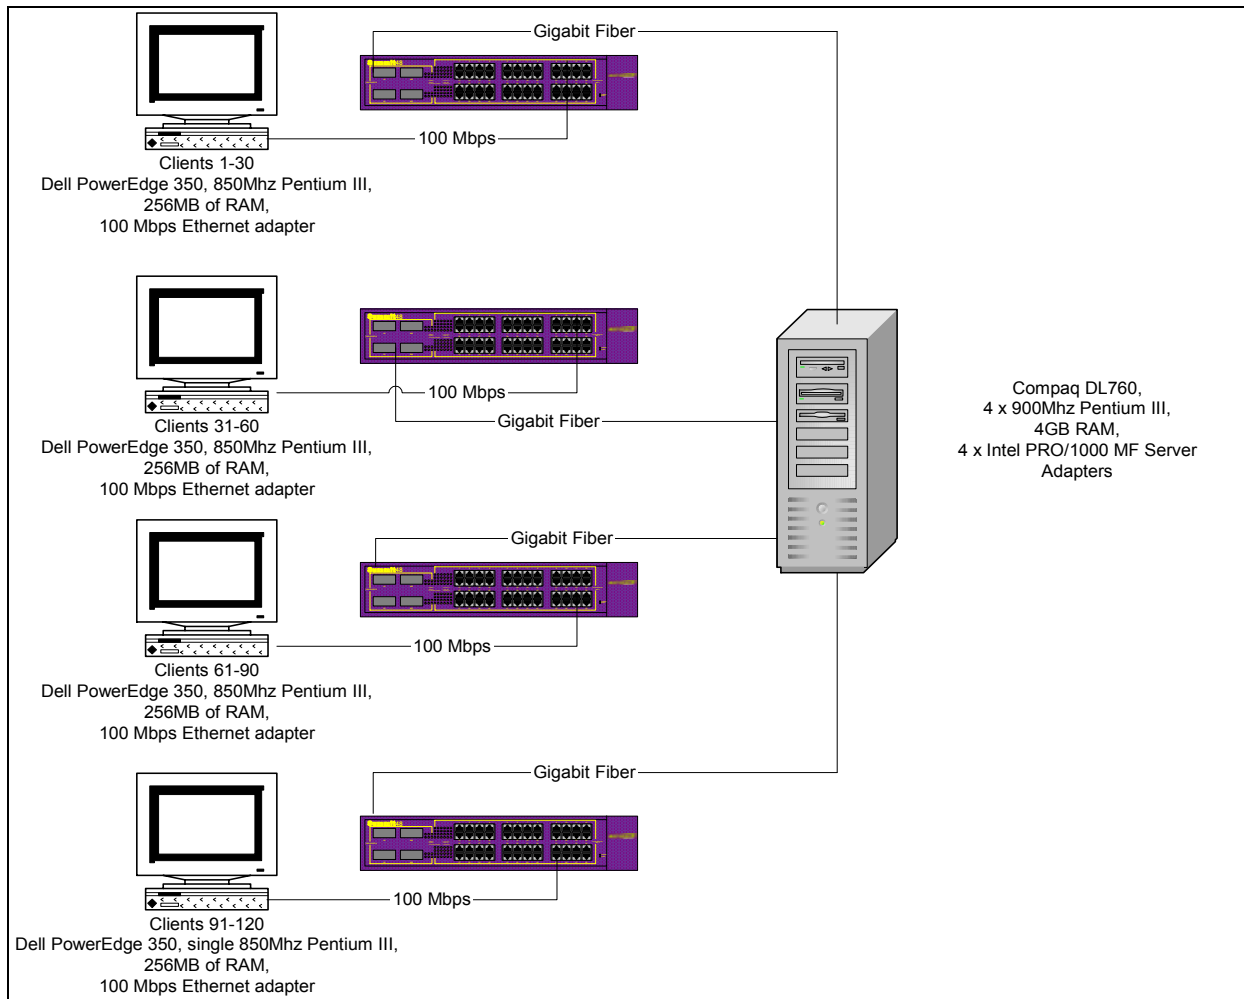 Gigabit Fiber
100 Mbps
Clients 1-30
Dell PowerEdge 350, 850Mhz Pentium III,
256MB of RAM,
100 Mbps Ethernet adapter
100 Mbps
Gigabit Fiber
Clients 31-60
Dell PowerEdge 350, 850Mhz Pentium III,
256MB of RAM,
100 Mbps Ethernet adapter
Compaq DL760,
4 x 900Mhz Pentium III,
4GB RAM,
4 x Intel PRO/1000 MF Server
Adapters
Gigabit Fiber
100 Mbps
Clients 61-90
Dell PowerEdge 350, 850Mhz Pentium III,
256MB of RAM,
100 Mbps Ethernet adapter
Gigabit Fiber
100 Mbps
Clients 91-120
Dell PowerEdge 350, single 850Mhz Pentium III,
256MB of RAM,
100 Mbps Ethernet adapter